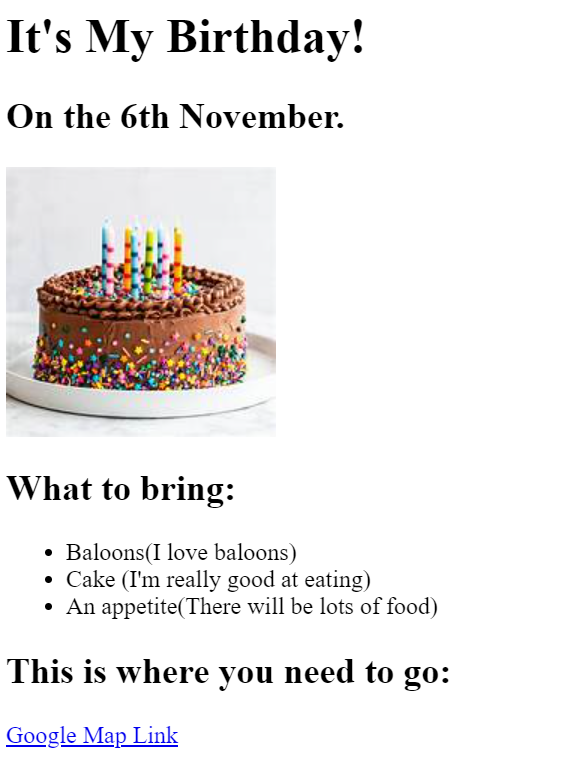 It's My Birthday!
On the 6th November.
What to bring:
Baloons(I love baloons)
Cake (I'm really good at eating)
An appetite(There will be lots of food)
This is where you need to go:
Google Map Link